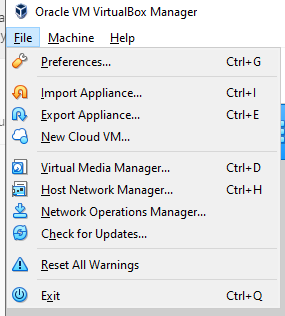 Oracle VM VirtualBox Manager
File Machine Help
Preferences... Ctrl+G
Import Appliance... Ctrl+I
Export Appliance... Ctrl+E
New Cloud VM...
Virtual Media Manager... Ctrl+D
Host Network Manager... Ctrl+H
Network Operations Manager...
Check for Updates...
Reset All Warnings
Exit Ctrl+Q